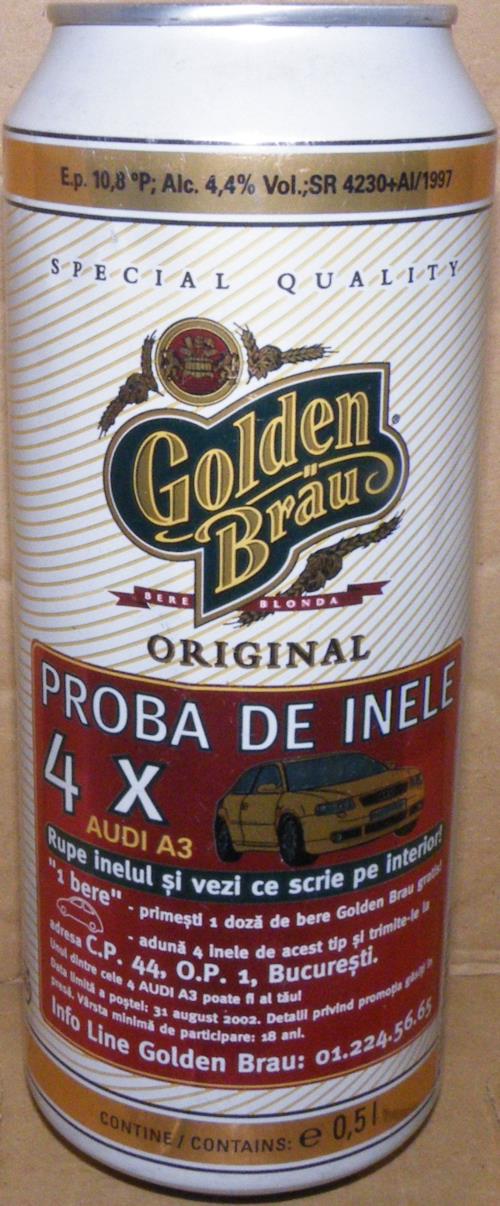 E.p. 10,8 °P; Alc. 4,4% Vol.;SR 4230+AI/1997
SPECIAL QUALITY
Golden
Bräu
®
BERE BLONDA
ORIGINAL
PROBA DE INELE
4 X
AUDI A3
Rupe inelul și vezi ce scrie pe interior!
"1 bere" - primești 1 doză de bere Golden Brau gratis!
- adună 4 inele de acest tip și trimite-le la
adresa C.P. 44, O.P. 1, București.
Unul dintre cele 4 AUDI A3 poate fi al tău!
Data limită a poștei: 31 august 2002. Detalii privind promoția găsiți în
presă. Vârsta minimă de participare: 18 ani.
Info Line Golden Brau: 01.224.56.65
CONTINE / CONTAINS: e 0,5 l